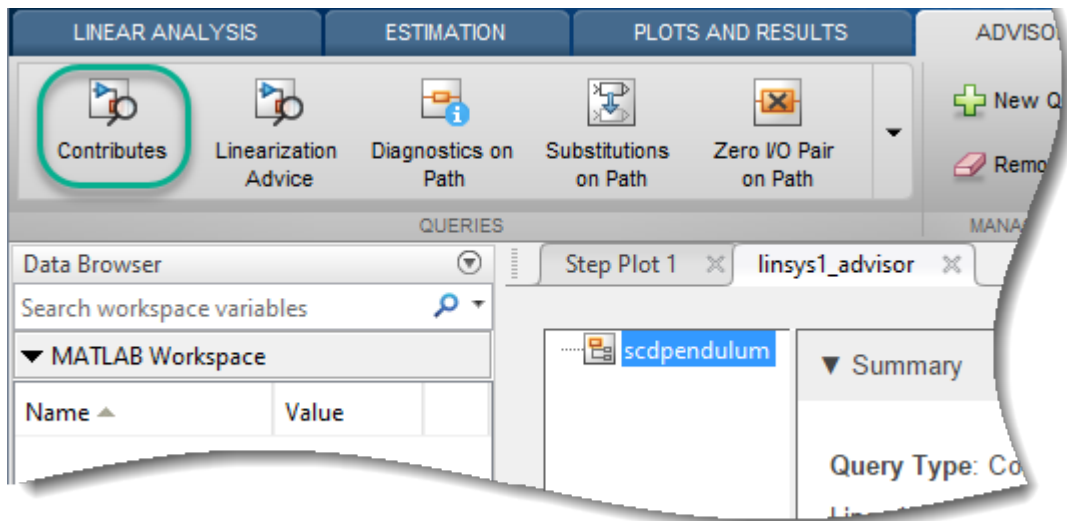 LINEAR ANALYSIS ESTIMATION PLOTS AND RESULTS
Contributes Linearization Advice Diagnostics on Path Substitutions on Path Zero I/O Pair on Path New
QUERIES
Data Browser Step Plot 1 linsys1_advisor
Search workspace variables
MATLAB Workspace scdpendulum
Summary
Name Value
Query Type: